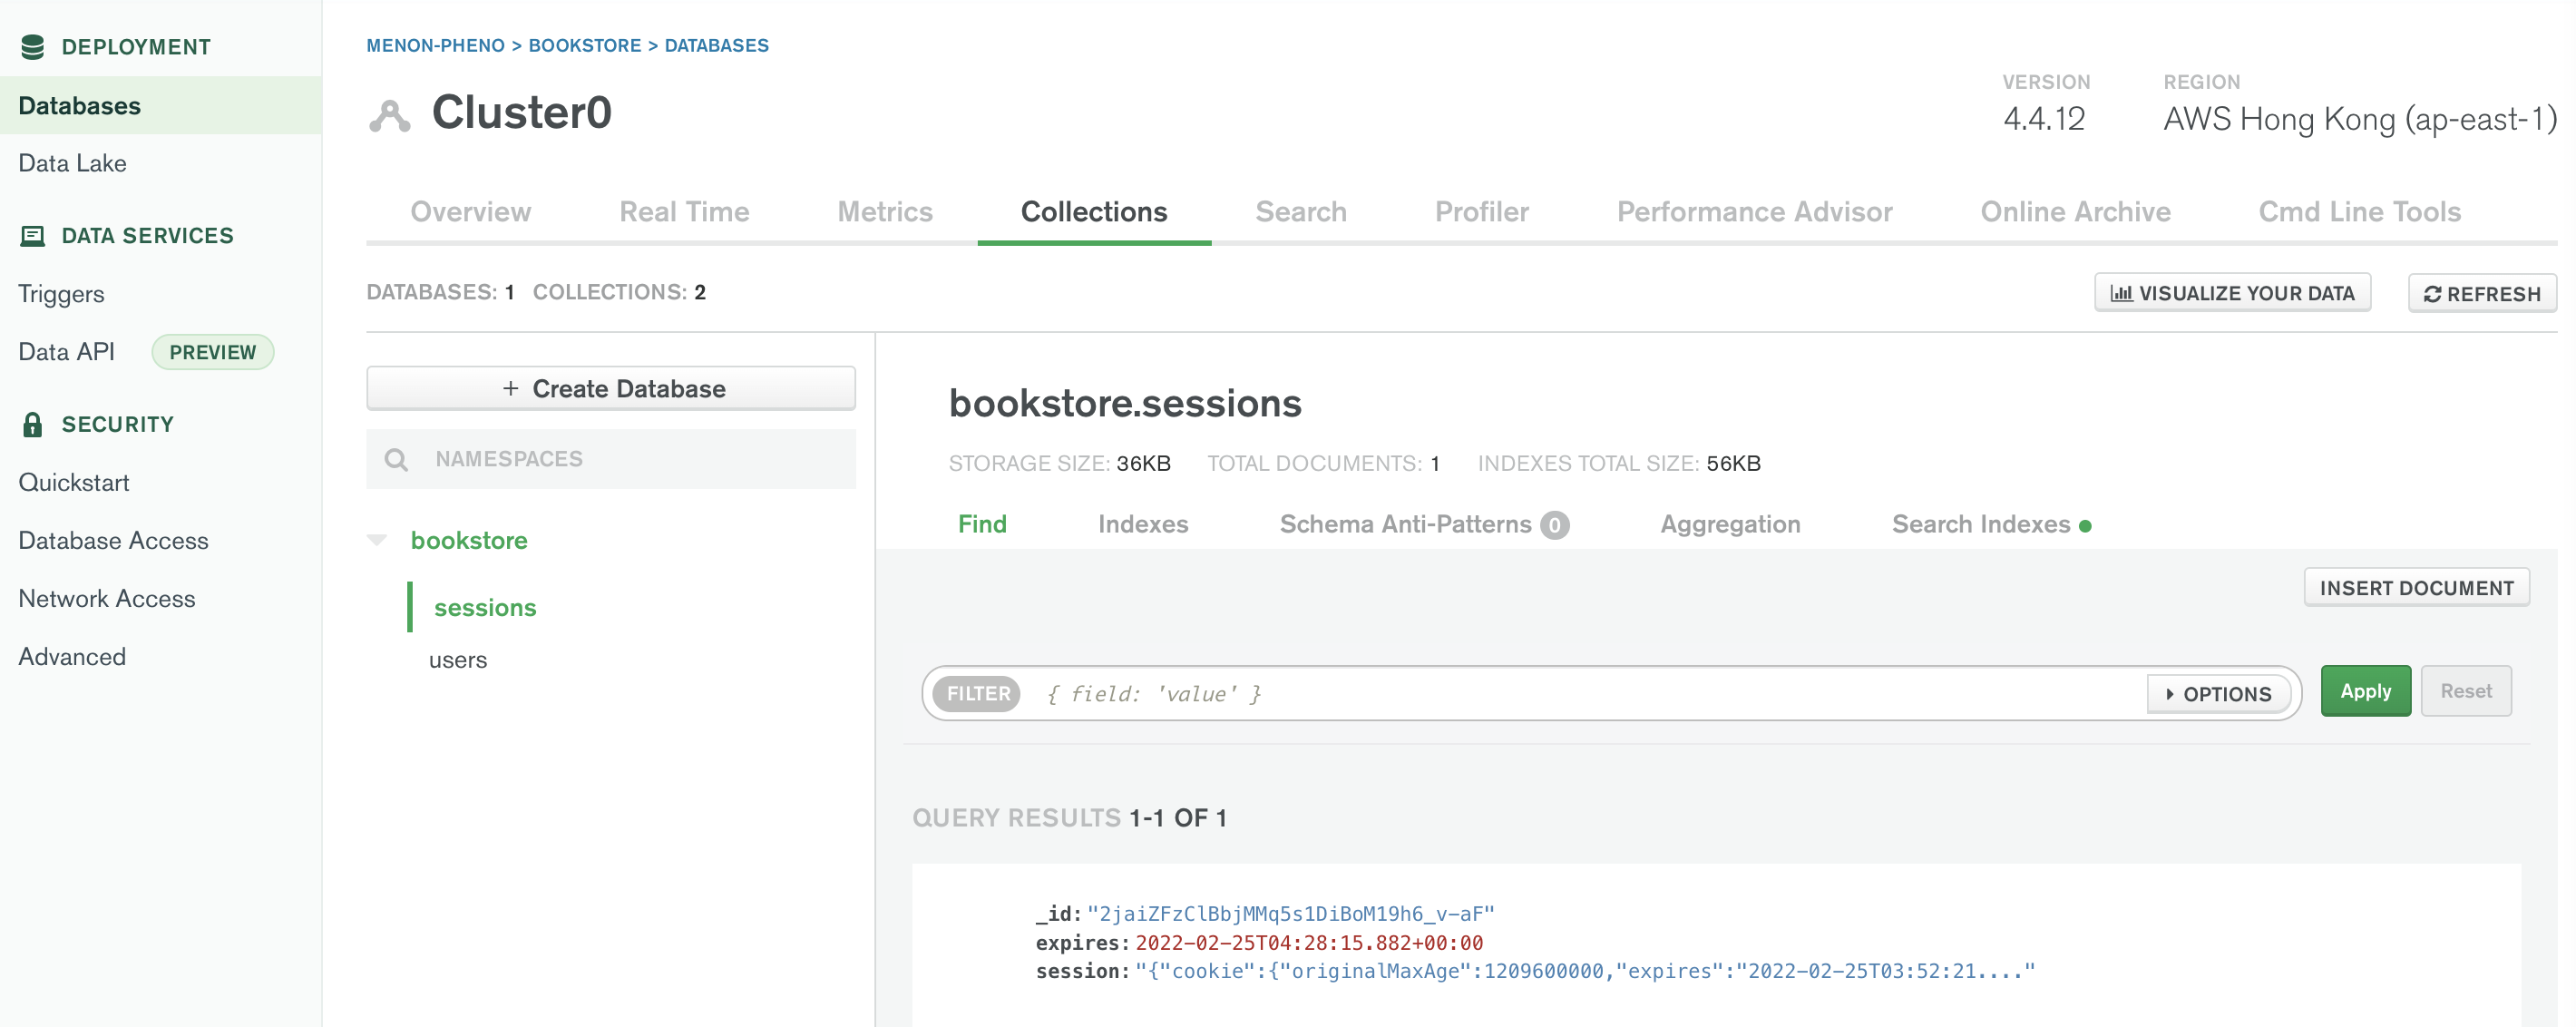 DEPLOYMENT
Databases
Data Lake
DATA SERVICES
Triggers
Data API PREVIEW
SECURITY
Quickstart
Database Access
Network Access
Advanced
MENON-PHENO > BOOKSTORE > DATABASES
Cluster0
VERSION
4.4.12
REGION
AWS Hong Kong (ap-east-1)
Overview Real Time Metrics Collections Search Profiler Performance Advisor Online Archive Cmd Line Tools
DATABASES: 1 COLLECTIONS: 2
VISUALIZE YOUR DATA REFRESH
+ Create Database
NAMESPACES
bookstore
sessions
users
bookstore.sessions
STORAGE SIZE: 36KB TOTAL DOCUMENTS: 1 INDEXES TOTAL SIZE: 56KB
Find Indexes Schema Anti-Patterns 0 Aggregation Search Indexes
INSERT DOCUMENT
FILTER { field: 'value' } OPTIONS Apply Reset
QUERY RESULTS 1-1 OF 1
_id: "2jaiZFzClBbjMMq5s1DiBoM19h6_v-aF"
expires: 2022-02-25T04:28:15.882+00:00
session: "{"cookie":{"originalMaxAge":1209600000,"expires":"2022-02-25T03:52:21...."